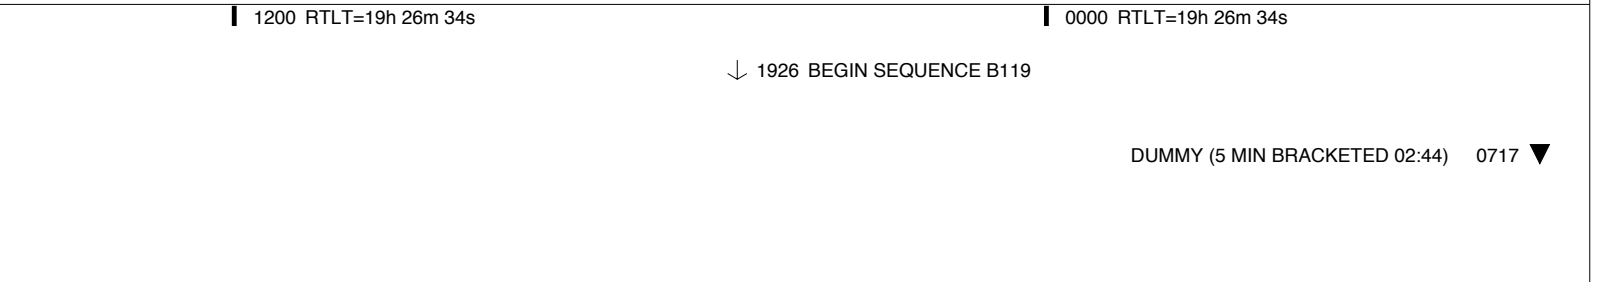 1200 RTLT=19h 26m 34s 0000 RTLT=19h 26m 34s
1926 BEGIN SEQUENCE B119
DUMMY (5 MIN BRACKETED 02:44) 0717